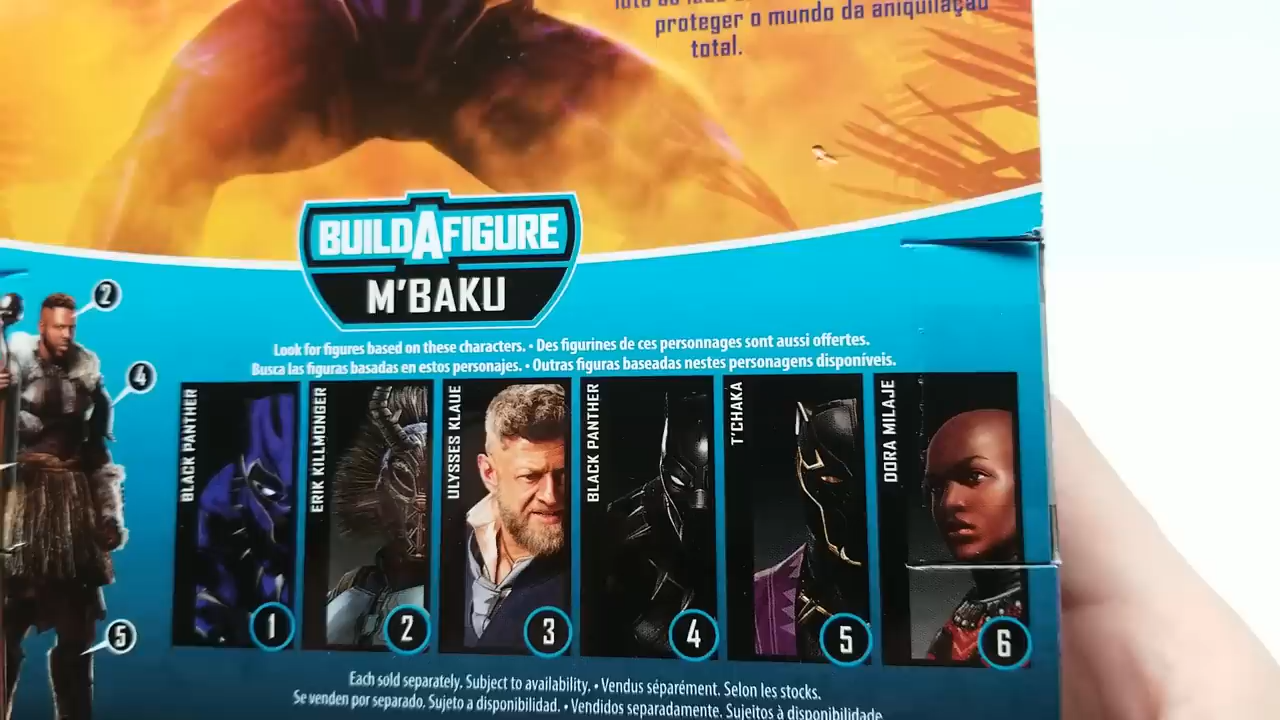 proteger o mundo da aniquilação
total.
BUILDAFIGURE
M'BAKU
Look for figures based on these characters. • Des figurines de ces personnages sont aussi offertes.
Busca las figuras basadas en estos personajes. • Outras figuras baseadas nestes personagens disponíveis.
BLACK PANTHER
ERIK KILLMONGER
ULYSSES KLAUE
BLACK PANTHER
T'CHAKA
DORA MILAJE
1
2
3
4
5
6
2
4
5
Each sold separately. Subject to availability. • Vendus séparément. Selon les stocks.
Se venden por separado. Sujeto a disponibilidad. • Vendidos separadamente. Sujeitos à disponibilidade